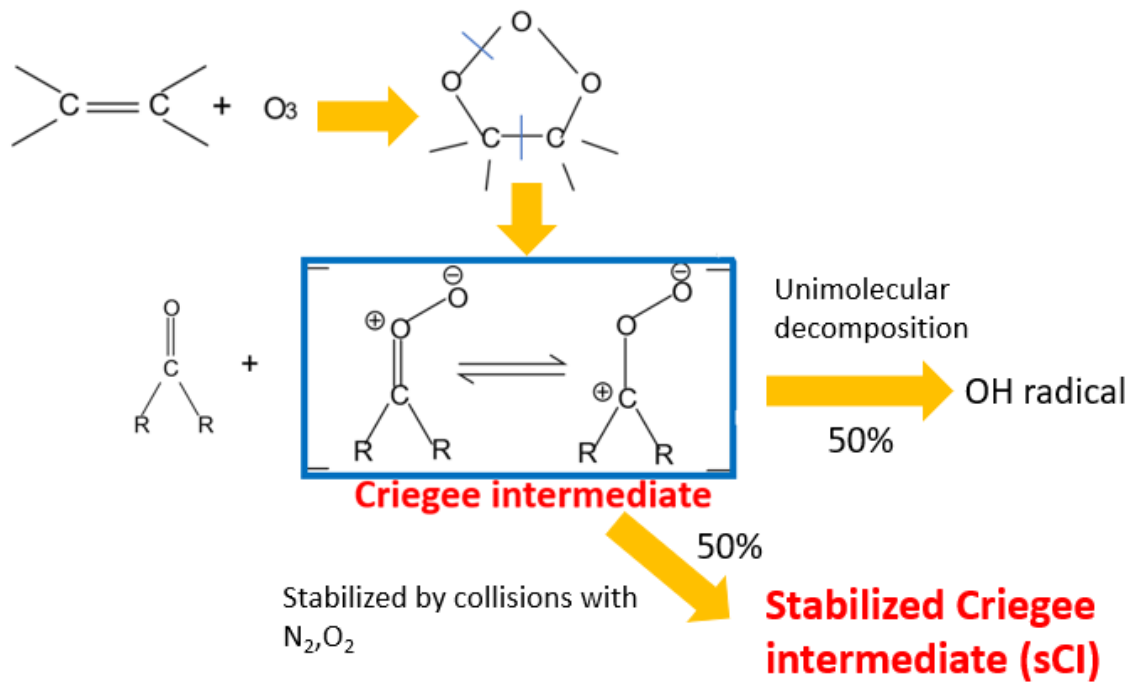 O
O
O
C
C
+
O3
C
C
O
C
R
R
+
⊖
O
⊕
O
C
R
R
⊖
O
O
⊕
C
R
R
Unimolecular
decomposition
OH radical
50%
Criegee intermediate
50%
Stabilized by collisions with
N2,O2
Stabilized Criegee
intermediate (sCI)